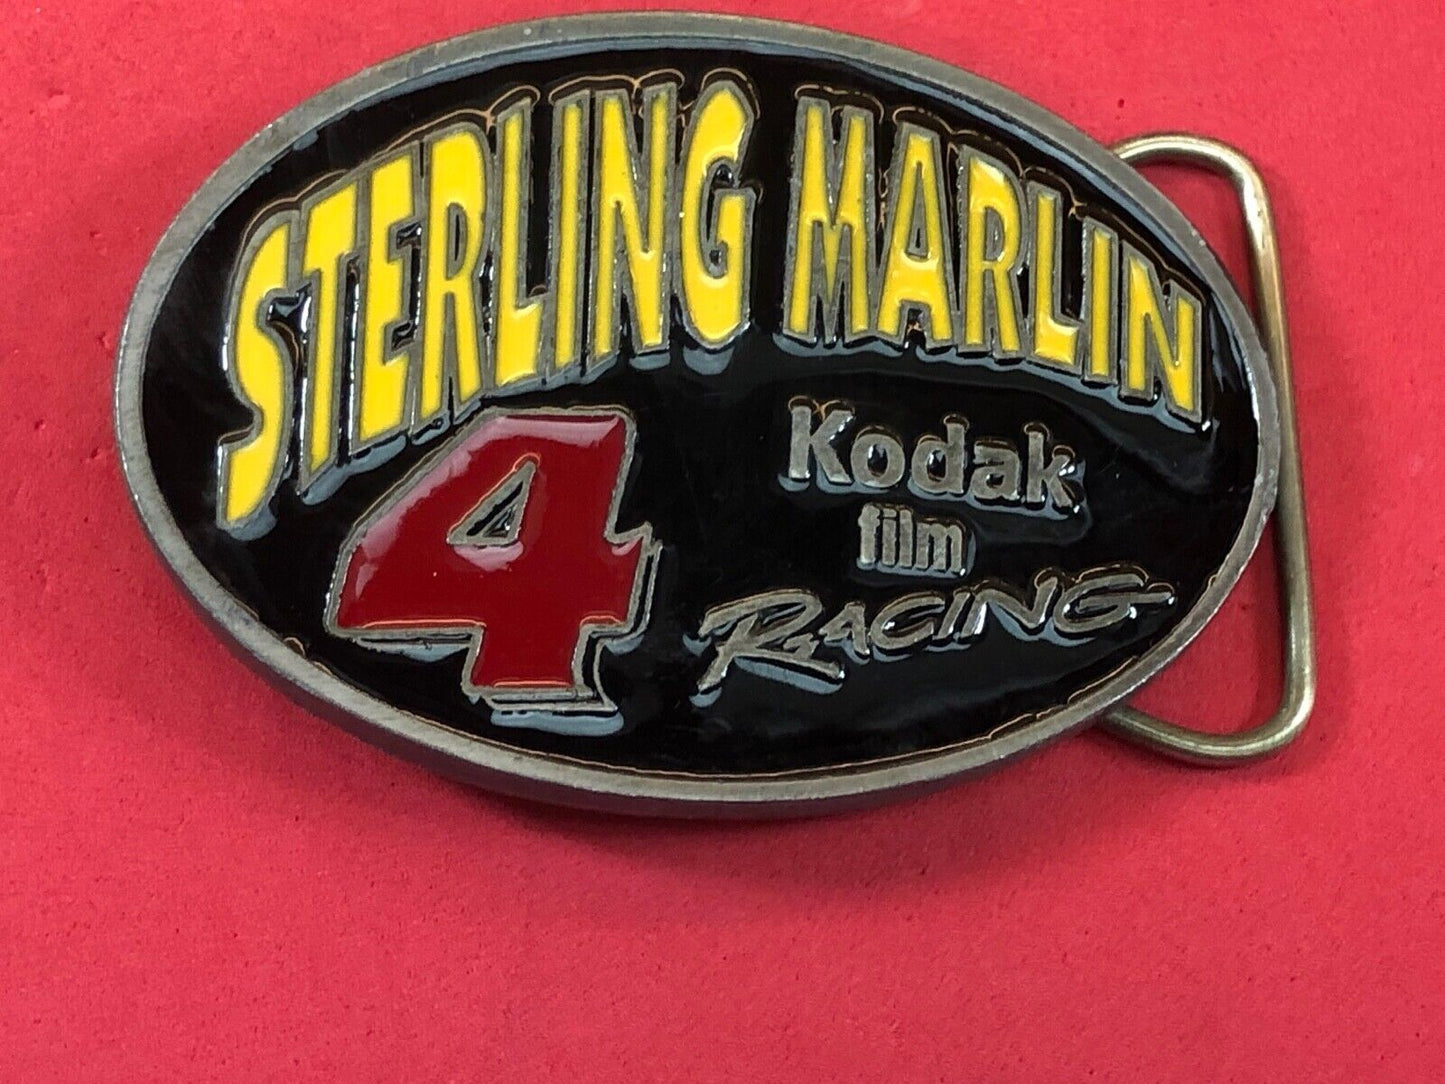 STERLING MARLIN
4
Kodak
film
RACING